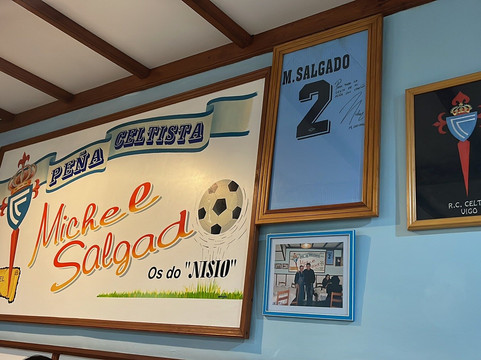 PEÑA CELTISTA
Michel
Salgado
Os do "NISIO"
M. SALGADO
2
R.C. CELTA
VIGO